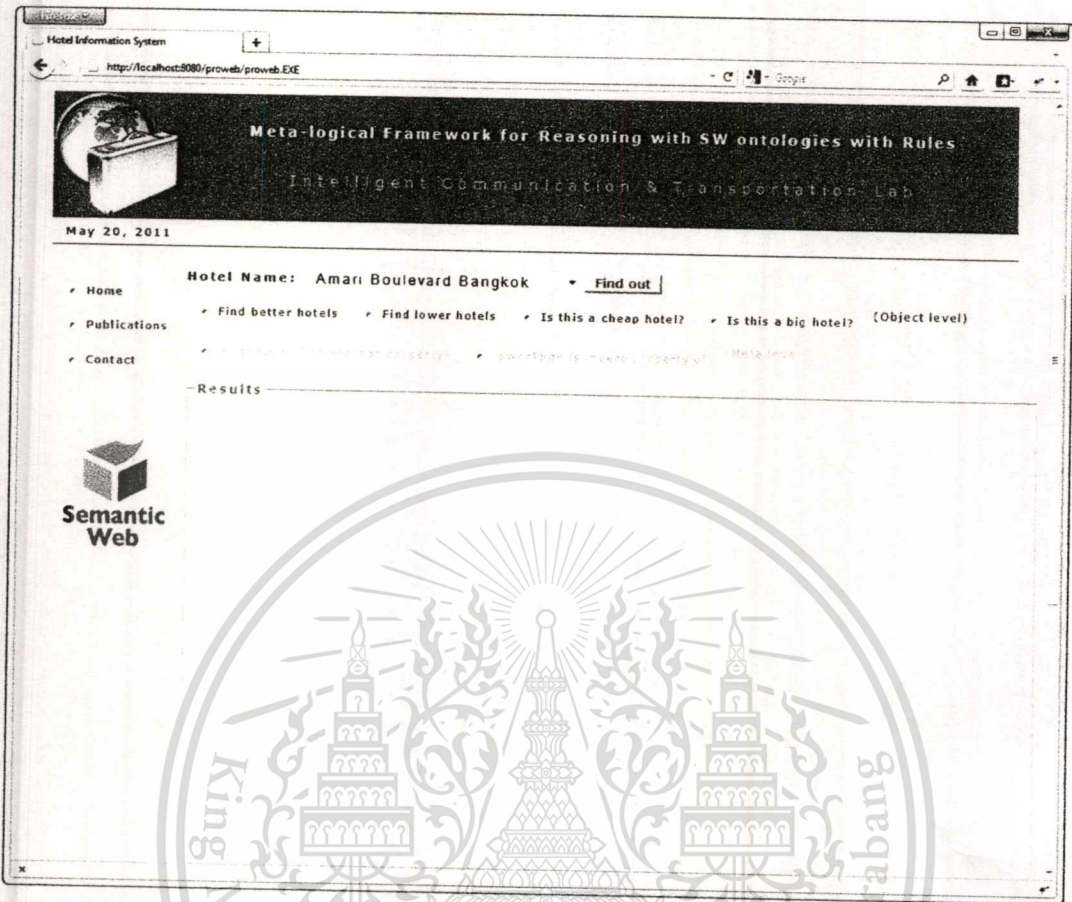 Hotel Information System +
http://localhost:8080/proweb/proweb.EXE Google
Meta-logical Framework for Reasoning with SW ontologies with Rules
Intelligent Communication & Transportation Lab
May 20, 2011
Hotel Name: Amari Boulevard Bangkok Find out
Home
Find better hotels Find lower hotels Is this a cheap hotel? Is this a big hotel? (Object level)
Publications
Contact
Results
Semantic
Web
King